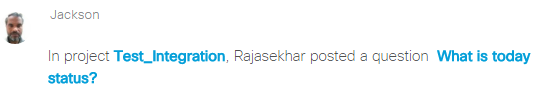 Jackson
In project Test_Integration, Rajasekhar posted a question What is today
status?